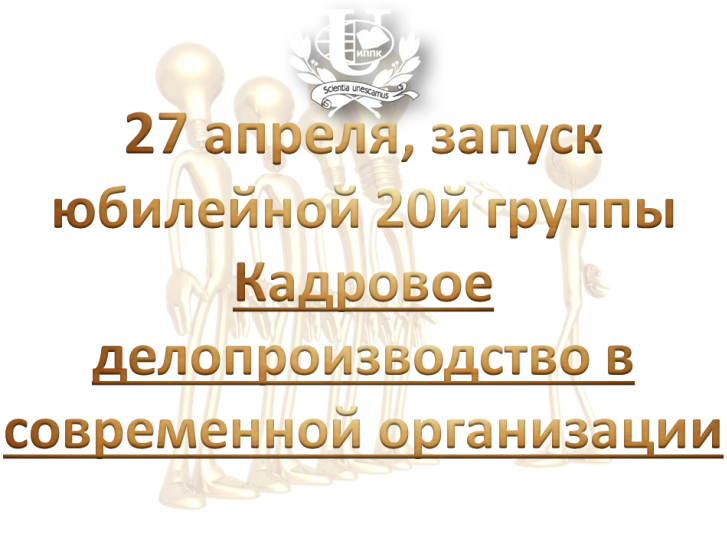 U
ИППК
Scientia unescamus
27 апреля, запуск
юбилейной 20й группы
Кадровое
делопроизводство в
современной организации